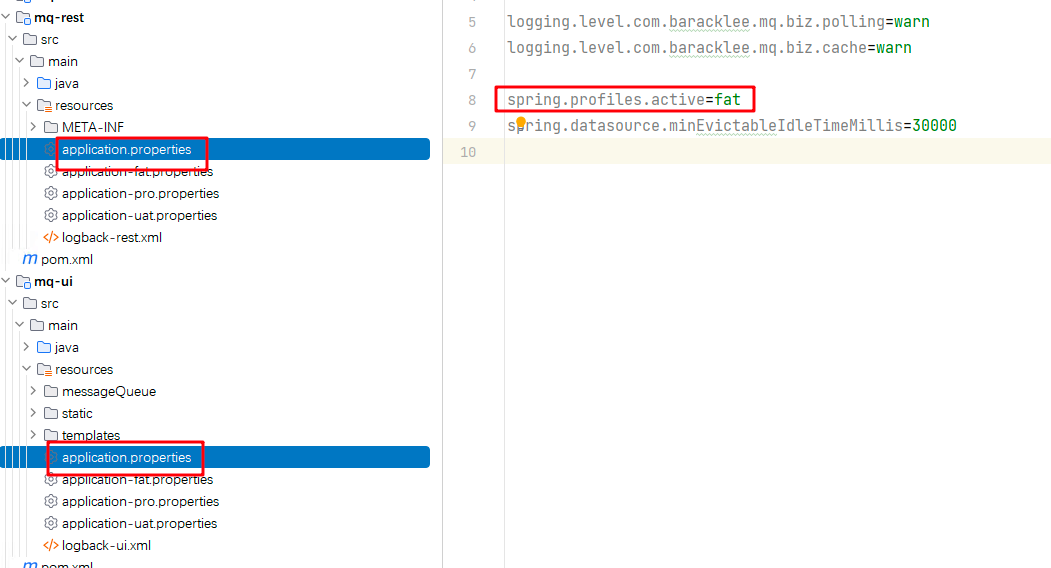 mq-rest
src
main
java
resources
META-INF
application.properties
application-fat.properties
application-pro.properties
application-uat.properties
logback-rest.xml
pom.xml
mq-ui
src
main
java
resources
messageQueue
static
templates
application.properties
application-fat.properties
application-pro.properties
application-uat.properties
logback-ui.xml
pom.xml
5 logging.level.com.baracklee.mq.biz.polling=warn
6 logging.level.com.baracklee.mq.biz.cache=warn
7
8 spring.profiles.active=fat
9 spring.datasource.minEvictableIdleTimeMillis=30000
10